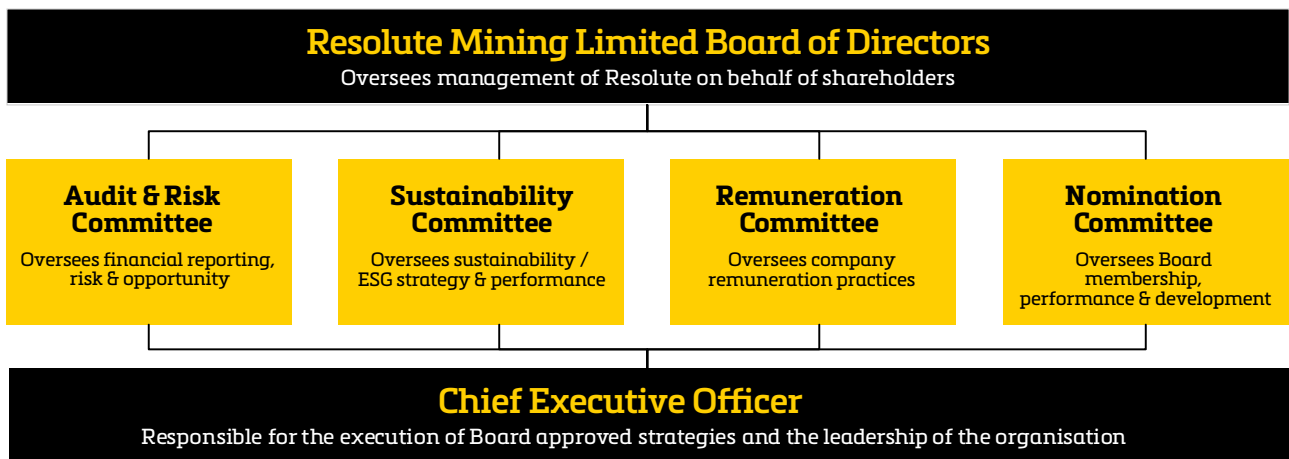 Resolute Mining Limited Board of Directors
Oversees management of Resolute on behalf of shareholders
Audit & Risk
Committee
Oversees financial reporting,
risk & opportunity
Sustainability
Committee
Oversees sustainability /
ESG strategy & performance
Remuneration
Committee
Oversees company
remuneration practices
Nomination
Committee
Oversees Board
membership,
performance & development
Chief Executive Officer
Responsible for the execution of Board approved strategies and the leadership of the organisation